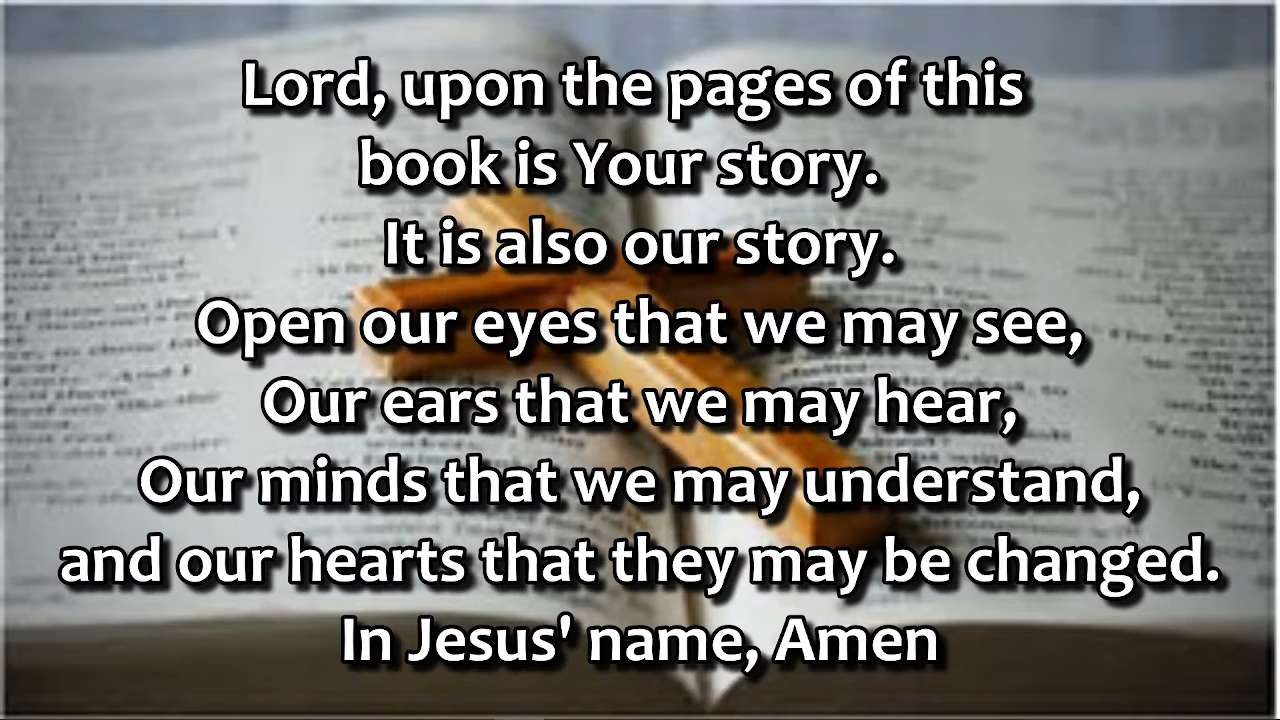 Lord, upon the pages of this
book is Your story.
It is also our story.
Open our eyes that we may see,
Our ears that we may hear,
Our minds that we may understand,
and our hearts that they may be changed.
In Jesus' name, Amen